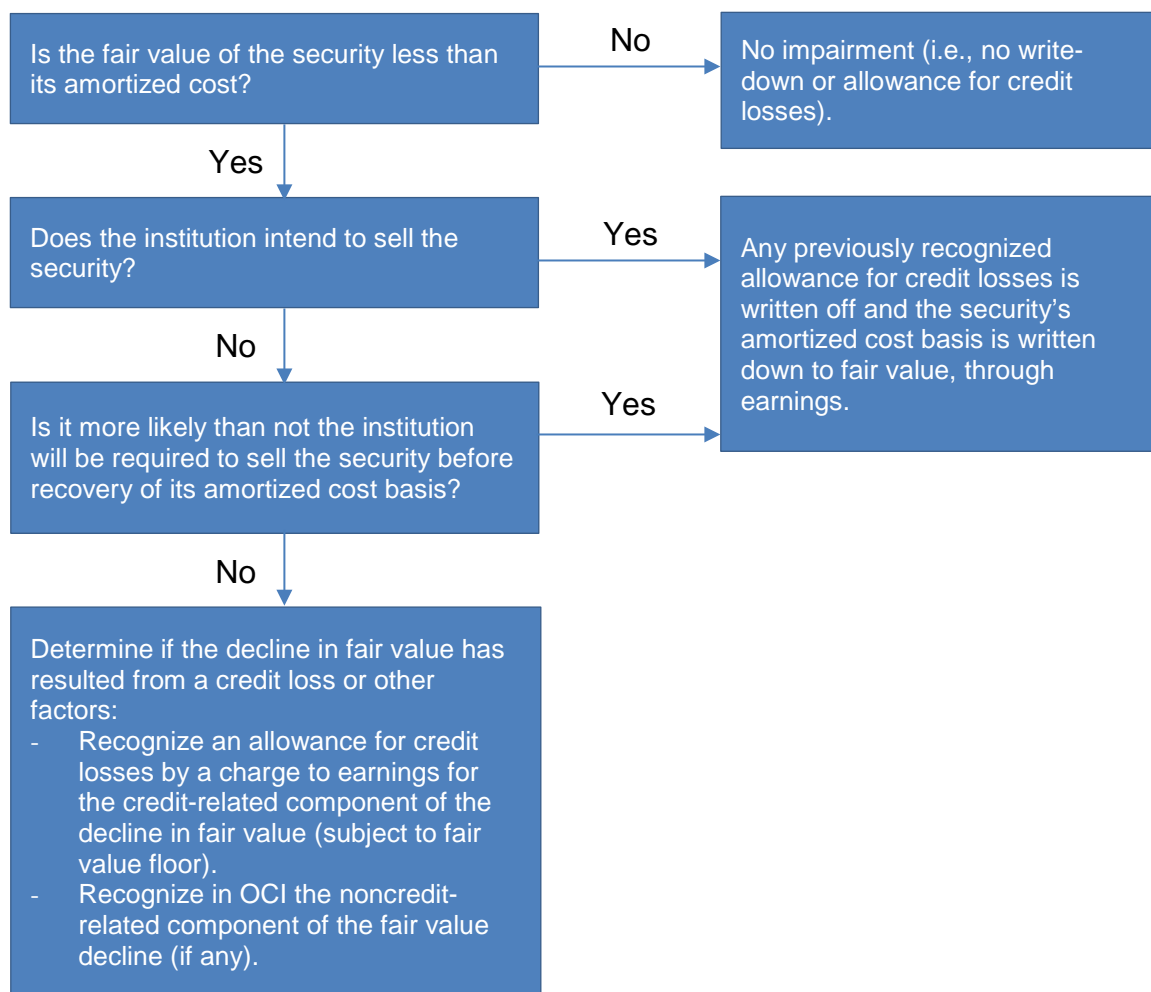 Is the fair value of the security less than
its amortized cost?
No
No impairment (i.e., no write-
down or allowance for credit
losses).
Yes
Does the institution intend to sell the
security?
Yes
Any previously recognized
allowance for credit losses is
written off and the security’s
amortized cost basis is written
down to fair value, through
earnings.
No
Is it more likely than not the institution
will be required to sell the security before
recovery of its amortized cost basis?
Yes
No
Determine if the decline in fair value has
resulted from a credit loss or other
factors:
- Recognize an allowance for credit
losses by a charge to earnings for
the credit-related component of the
decline in fair value (subject to fair
value floor).
- Recognize in OCI the noncredit-
related component of the fair value
decline (if any).